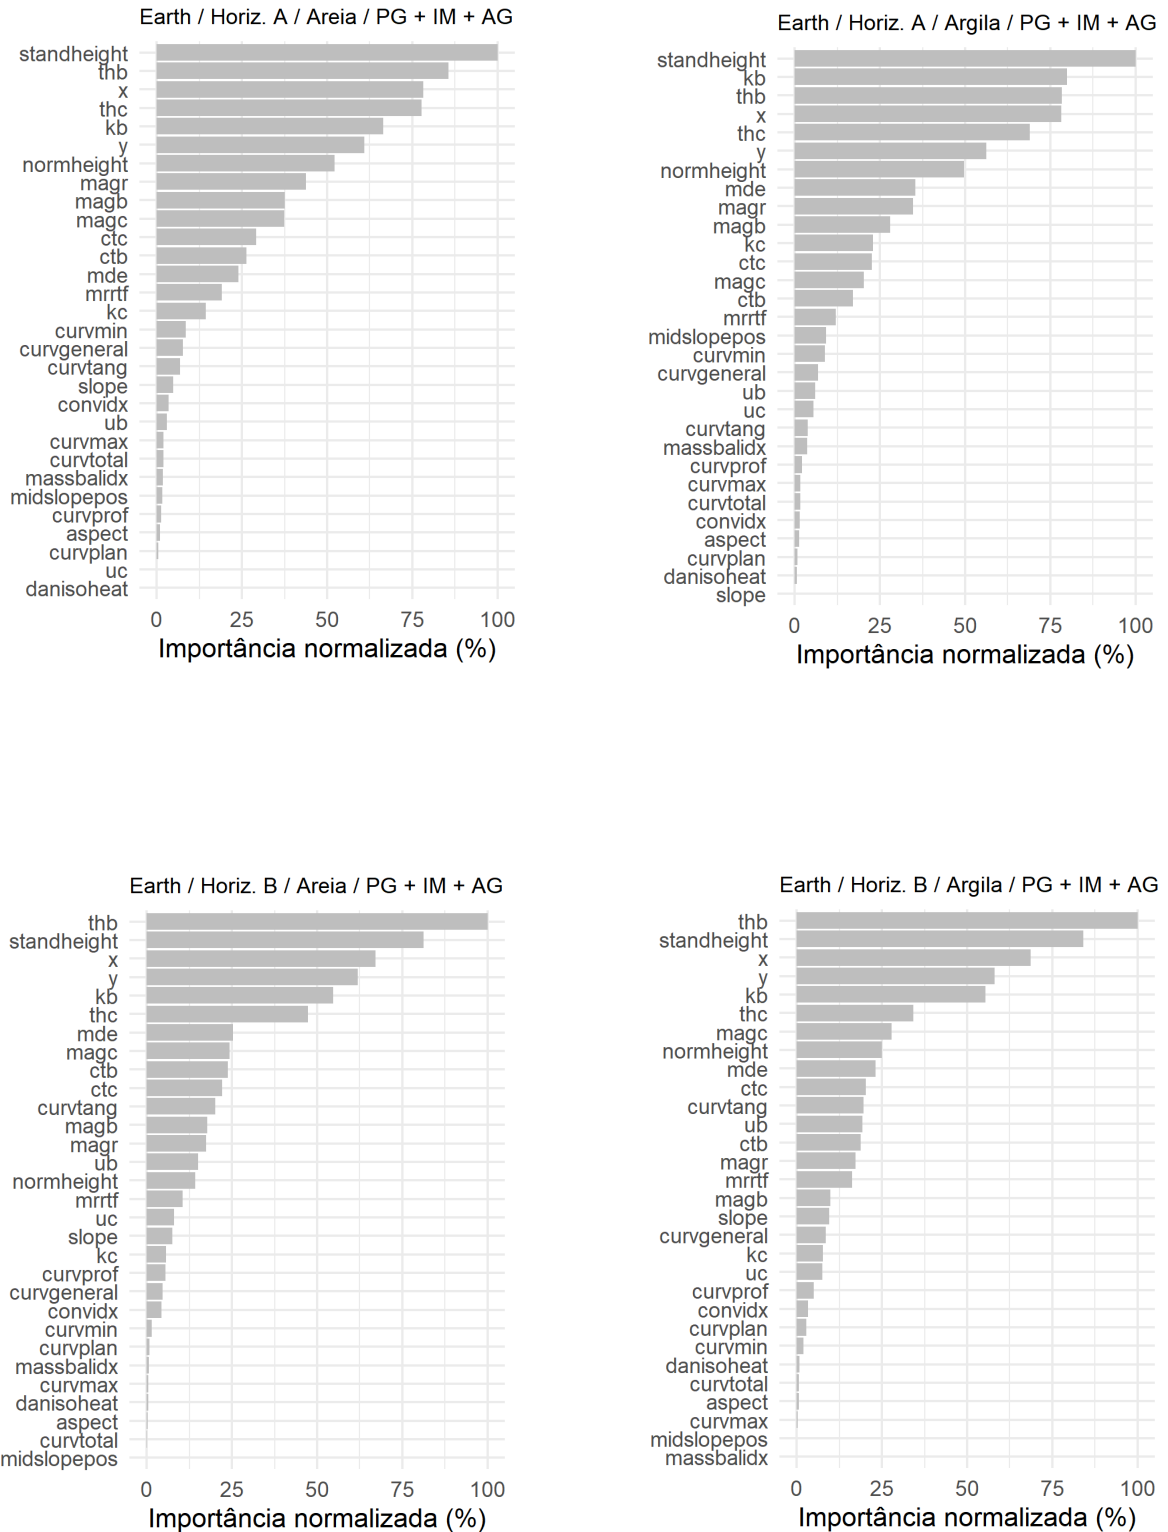 Earth / Horiz. A / Areia / PG + IM + AG
standheight
thb
x
thc
kb
y
normheight
magr
magb
magc
ctc
ctb
mde
mrrtf
kc
curvmin
curvgeneral
curvtang
slope
convidx
ub
curvmax
curvtotal
massbalidx
midslopepos
curvprof
aspect
curvplan
uc
danisoheat
0 25 50 75 100
Importância normalizada (%)
Earth / Horiz. A / Argila / PG + IM + AG
standheight
kb
thb
x
thc
y
normheight
mde
magr
magb
kc
ctc
magc
ctb
mrrtf
midslopepos
curvmin
curvgeneral
ub
uc
curvtang
massbalidx
curvprof
curvmax
curvtotal
convidx
aspect
curvplan
danisoheat
slope
0 25 50 75 100
Importância normalizada (%)
Earth / Horiz. B / Areia / PG + IM + AG
thb
standheight
x
y
kb
thc
mde
magc
ctb
ctc
curvtang
magb
magr
ub
normheight
mrrtf
uc
slope
kc
curvprof
curvgeneral
convidx
curvmin
curvplan
massbalidx
curvmax
danisoheat
aspect
curvtotal
midslopepos
0 25 50 75 100
Importância normalizada (%)
Earth / Horiz. B / Argila / PG + IM + AG
thb
standheight
x
y
kb
thc
magc
normheight
mde
ctc
curvtang
ub
ctb
magr
mrrtf
magb
slope
curvgeneral
kc
uc
curvprof
convidx
curvplan
curvmin
danisoheat
curvtotal
aspect
curvmax
midslopepos
massbalidx
0 25 50 75 100
Importância normalizada (%)